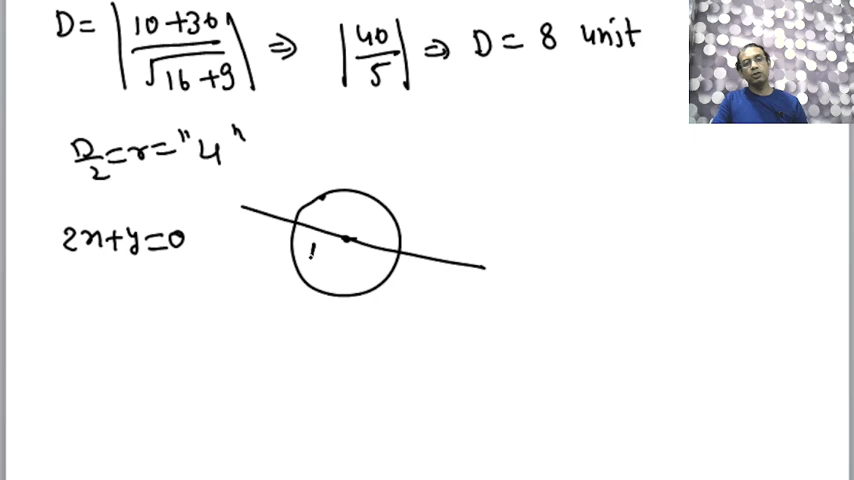 D= |10+30/√16+9| ⇒ |40/5| ⇒ D= 8 unit
D/2=r="4"
2x+y=0